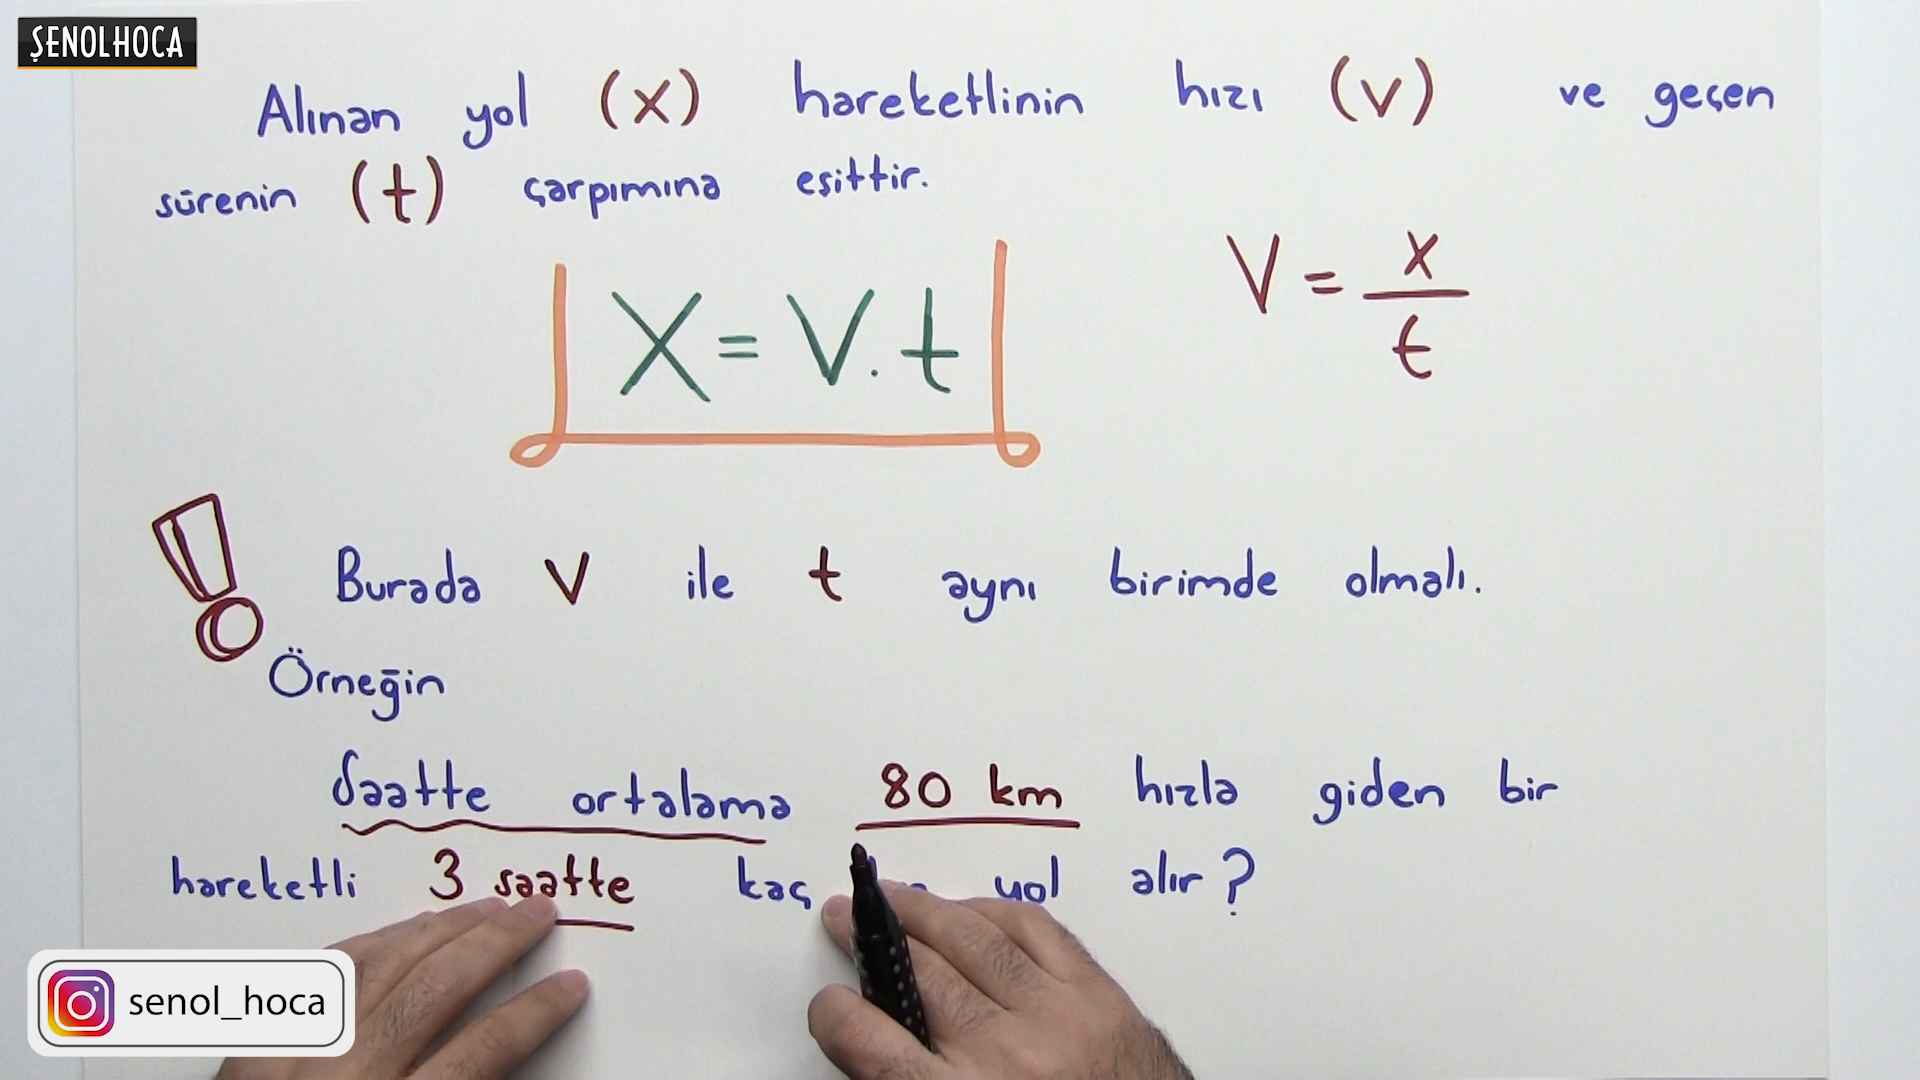 ŞENOLHOCA
Alınan yol (x) hareketlinin hızı (v) ve geçen
sürenin (t) çarpımına eşittir.
X = V.t
V = x/t
Burada V ile t aynı birimde olmalı.
Örneğin
Saatte ortalama 80 km hızla giden bir
hareketli 3 saatte kaç yol alır?
senol_hoca